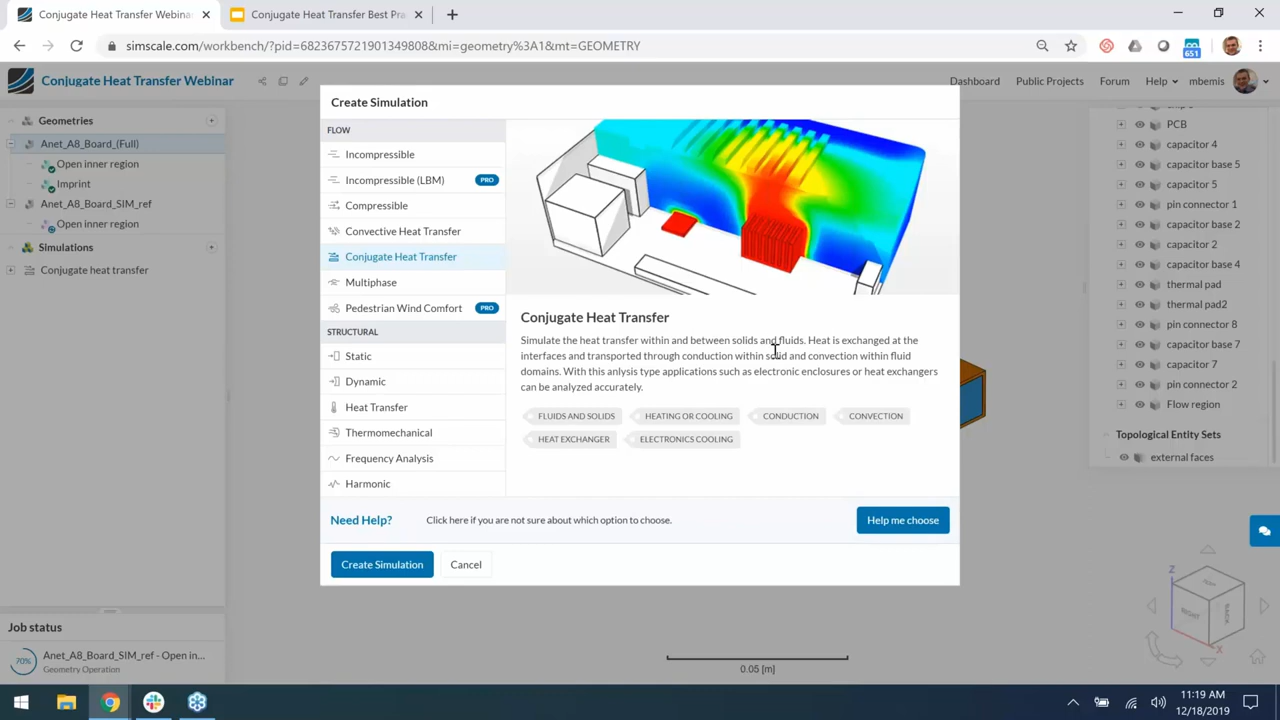 Conjugate Heat Transfer Webinar
Conjugate Heat Transfer Best Pra
simscale.com/workbench/?pid=682367572190134980８&mi=geometry%3A1&mt=GEOMETRY
651
Conjugate Heat Transfer Webinar
Dashboard
Public Projects
Forum
Help
mbemis
Geometries
Anet_A8_Board_(Full)
Open inner region
Imprint
Anet_A8_Board_SIM_ref
Open inner region
Simulations
Conjugate heat transfer
Create Simulation
FLOW
Incompressible
Incompressible (LBM)
PRO
Compressible
Convective Heat Transfer
Conjugate Heat Transfer
Multiphase
Pedestrian Wind Comfort
PRO
STRUCTURAL
Static
Dynamic
Heat Transfer
Thermomechanical
Frequency Analysis
Harmonic
Conjugate Heat Transfer
Simulate the heat transfer within and between solids and fluids. Heat is exchanged at the
interfaces and transported through conduction within solid and convection within fluid
domains. With this anlysis type applications such as electronic enclosures or heat exchangers
can be analyzed accurately.
FLUIDS AND SOLIDS
HEATING OR COOLING
CONDUCTION
CONVECTION
HEAT EXCHANGER
ELECTRONICS COOLING
Need Help?
Click here if you are not sure about which option to choose.
Help me choose
Create Simulation
Cancel
PCB
capacitor 4
capacitor base 5
capacitor 5
pin connector 1
capacitor base 2
capacitor 2
capacitor base 4
thermal pad
thermal pad2
pin connector 8
capacitor base 7
capacitor 7
pin connector 2
Flow region
Topological Entity Sets
external faces
Z
TOP
RIGHT
BACK
X
0.05 [m]
Job status
70%
Anet_A8_Board_SIM_ref - Open in...
Geometry Operation
11:19 AM
12/18/2019